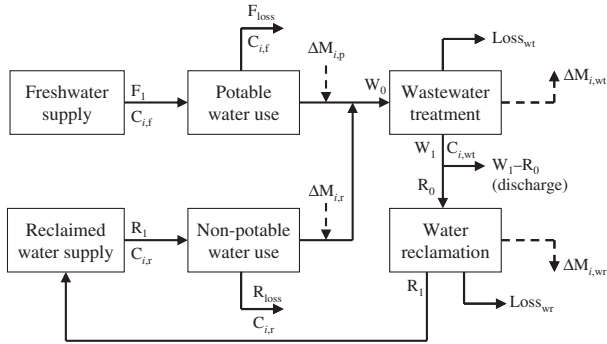 F_loss
C_i,f
Loss_wt
ΔM_i,p
ΔM_i,wt
Freshwater
supply
F_1
C_i,f
Potable
water use
W_0
Wastewater
treatment
W_1
C_i,wt
W_1–R_0
(discharge)
R_0
ΔM_i,r
Reclaimed
water supply
R_1
C_i,r
Non-potable
water use
Water
reclamation
ΔM_i,wr
R_1
R_loss
C_i,r
Loss_wr